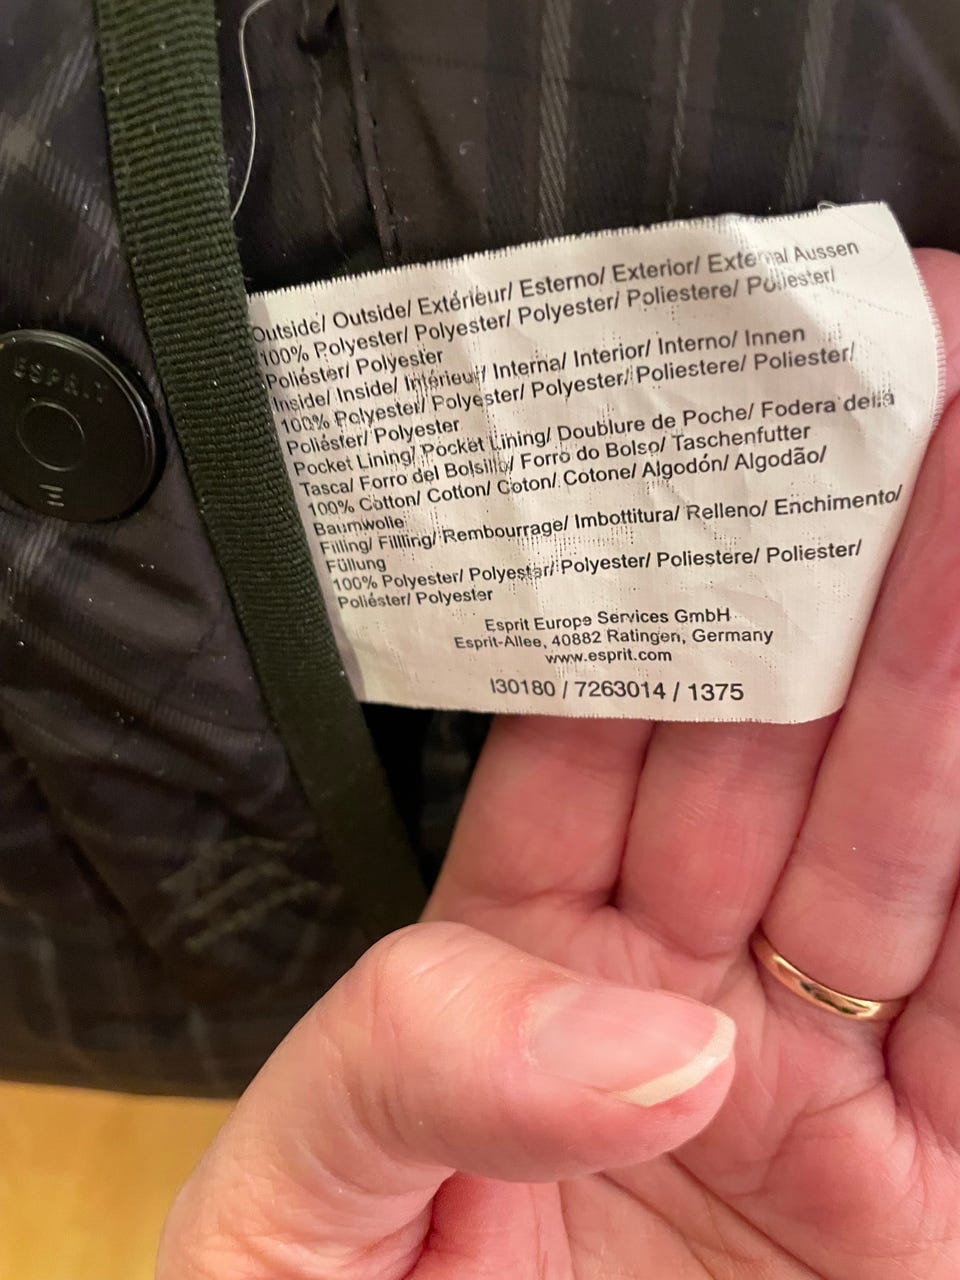 ESPRIT
Outside/ Outside/ Extérieur/ Esterno/ Exterior/ External Aussen
100% Polyester/ Polyester/ Polyester/ Poliestere/ Poliester/
Poliéster/ Polyester
Inside/ Inside/ Intérieur/ Interna/ Interior/ Interno/ Innen
100% Polyester/ Polyester/ Polyester/ Poliestere/ Poliester/
Poliéster/ Polyester
Pocket Lining/ Pocket Lining/ Doublure de Poche/ Fodera della
Tasca/ Forro del Bolsillo/ Forro do Bolso/ Taschenfutter
100% Cotton/ Cotton/ Coton/ Cotone/ Algodón/ Algodão/
Baumwolle
Filling/ Fillling/ Rembourrage/ Imbottitura/ Relleno/ Enchimento/
Füllung
100% Polyester/ Polyester/ Polyester/ Poliestere/ Poliester/
Poliéster/ Polyester
Esprit Europe Services GmbH
Esprit-Allee, 40882 Ratingen, Germany
www.esprit.com
I30180 / 7263014 / 1375